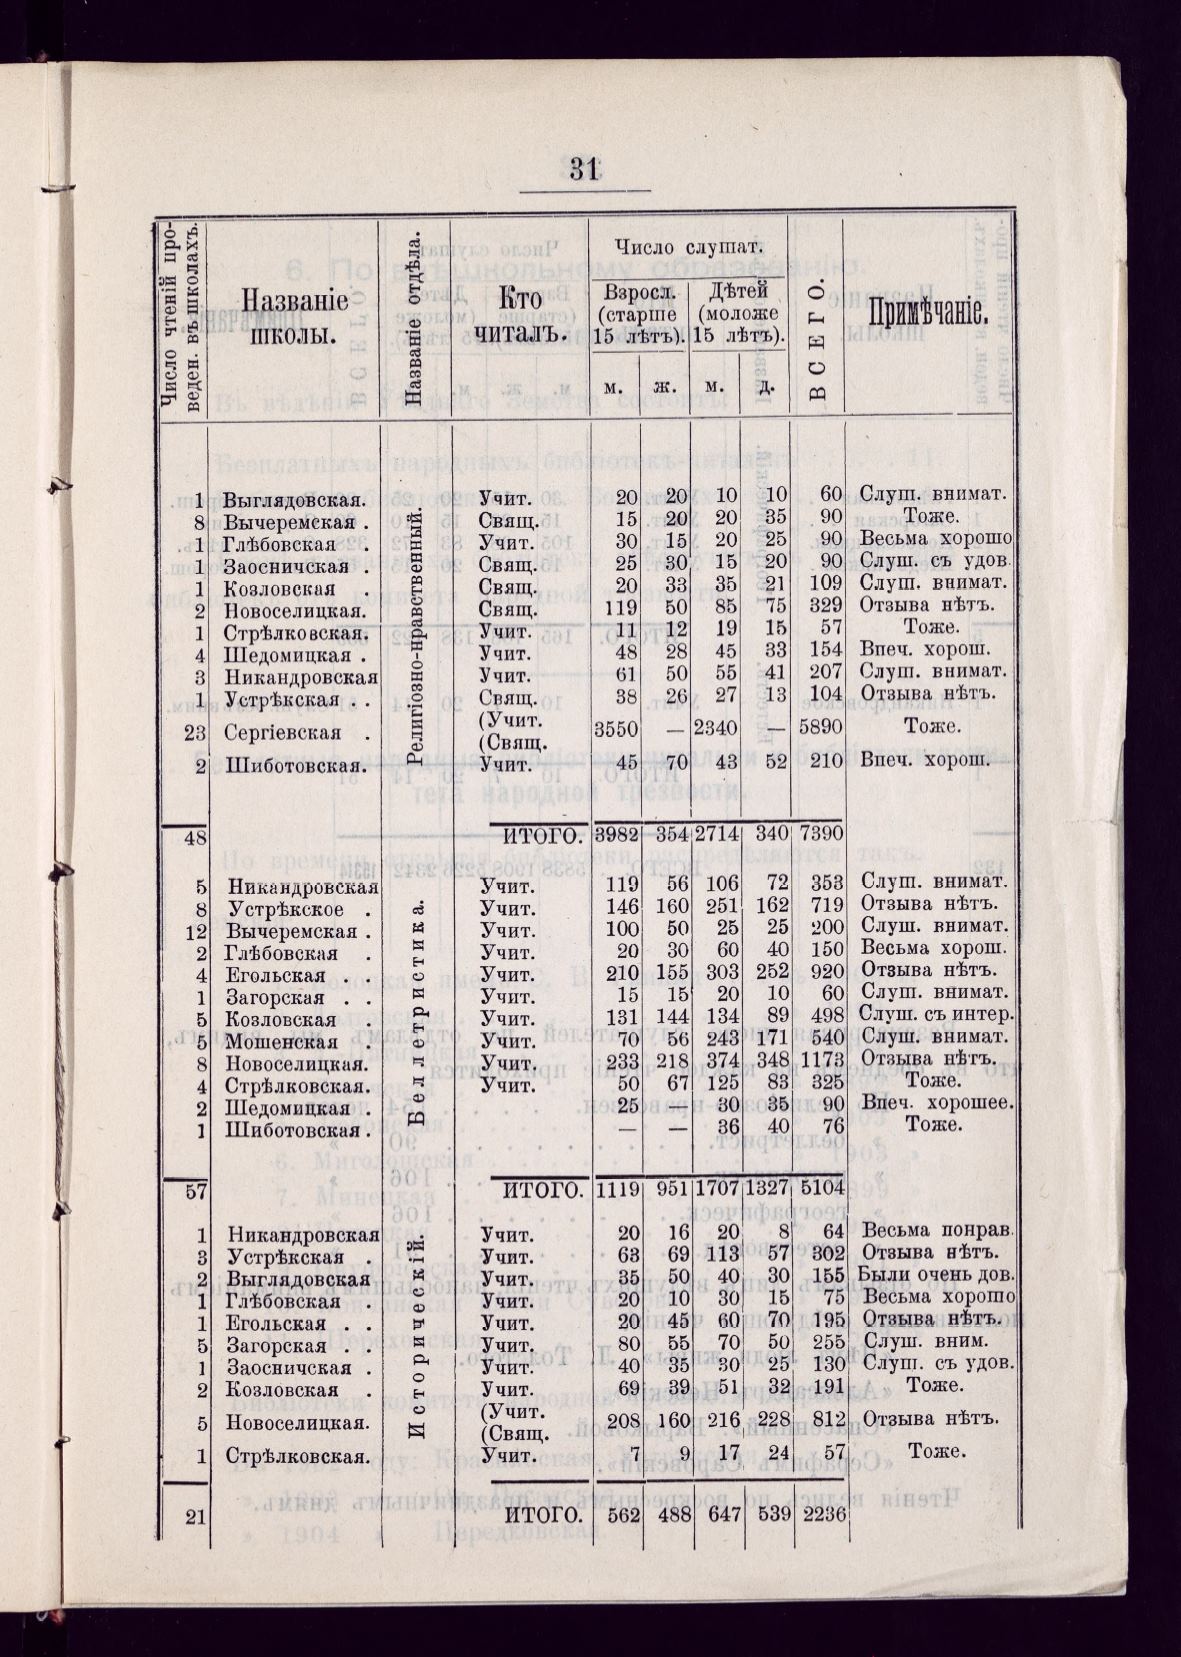 31
Число чтеній про-
веден. въ школахъ.
Названіе
школы.
Названіе отдѣла.
Кто
читалъ.
Число слушат.
Взросл.
(старше
15 лѣтъ).
Дѣтей
(моложе
15 лѣтъ).
м. ж. м. д.
ВСЕГО.
Примѣчаніе.
Религіозно-нравственный.
1 Выглядовская. Учит. 20 20 10 10 60 Слуш. внимат.
8 Вычеремская . Свящ. 15 20 20 35 90 Тоже.
1 Глѣбовская . Учит. 30 15 20 25 90 Весьма хорошо
1 Заосничская . Свящ. 25 30 15 20 90 Слуш. съ удов.
1 Козловская . Свящ. 20 33 35 21 109 Слуш. внимат.
2 Новоселицкая. Свящ. 119 50 85 75 329 Отзыва нѣтъ.
1 Стрѣлковская. Учит. 11 12 19 15 57 Тоже.
4 Шедомицкая . Учит. 48 28 45 33 154 Впеч. хорош.
3 Никандровская Учит. 61 50 55 41 207 Слуш. внимат.
1 Устрѣкская . . Свящ. 38 26 27 13 104 Отзыва нѣтъ.
23 Сергіевская . (Учит. (Свящ. 3550 — 2340 — 5890 Тоже.
2 Шиботовская. Учит. 45 70 43 52 210 Впеч. хорош.
48 ИТОГО. 3982 354 2714 340 7390
Беллетристика.
5 Никандровская Учит. 119 56 106 72 353 Слуш. внимат.
8 Устрѣкское . Учит. 146 160 251 162 719 Отзыва нѣтъ.
12 Вычеремская . Учит. 100 50 25 25 200 Слуш. внимат.
2 Глѣбовская . Учит. 20 30 60 40 150 Весьма хорош.
4 Егольская . . Учит. 210 155 303 252 920 Отзыва нѣтъ.
1 Загорская . . Учит. 15 15 20 10 60 Слуш. внимат.
5 Козловская . Учит. 131 144 134 89 498 Слуш. съ интер.
5 Мошенская . Учит. 70 56 243 171 540 Слуш. внимат.
8 Новоселицкая. Учит. 233 218 374 348 1173 Отзыва нѣтъ.
4 Стрѣлковская. Учит. 50 67 125 83 325 Тоже.
2 Шедомицкая . 25 — 30 35 90 Впеч. хорошее.
1 Шиботовская . — — 36 40 76 Тоже.
57 ИТОГО. 1119 951 1707 1327 5104
Историческій.
1 Никандровская Учит. 20 16 20 8 64 Весьма понрав.
3 Устрѣкская . Учит. 63 69 113 57 302 Отзыва нѣтъ.
2 Выглядовская Учит. 35 50 40 30 155 Были очень дов.
1 Глѣбовская . Учит. 20 10 30 15 75 Весьма хорошо
1 Егольская . . Учит. 20 45 60 70 195 Отзыва нѣтъ.
5 Загорская . . Учит. 80 55 70 50 255 Слуш. вним.
1 Заосничская . Учит. 40 35 30 25 130 Слуш. съ удов.
2 Козловская . Учит. 69 39 51 32 191 Тоже.
5 Новоселицкая. (Учит. (Свящ. 208 160 216 228 812 Отзыва нѣтъ.
1 Стрѣлковская. Учит. 7 9 17 24 57 Тоже.
21 ИТОГО. 562 488 647 539 2236